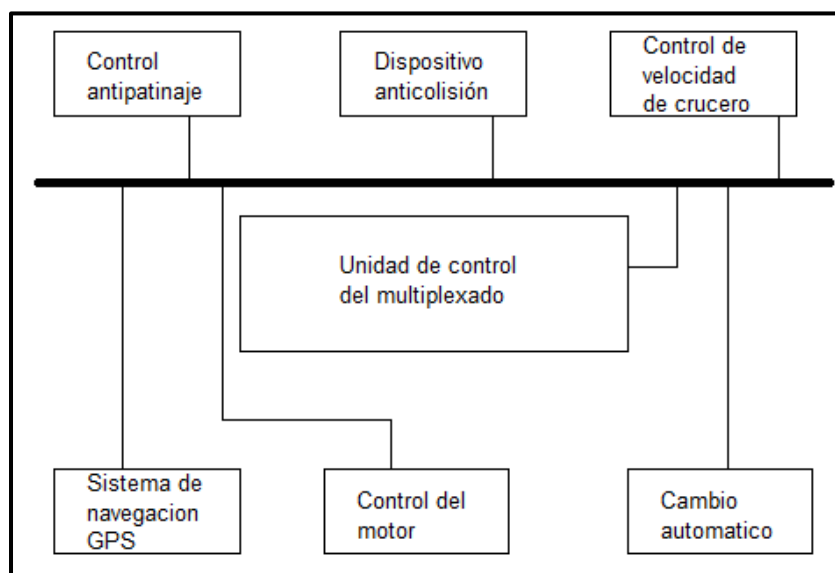 Control
antipatinaje
Dispositivo
anticolisión
Control de
velocidad
de crucero
Unidad de control
del multiplexado
Sistema de
navegacion
GPS
Control del
motor
Cambio
automatico